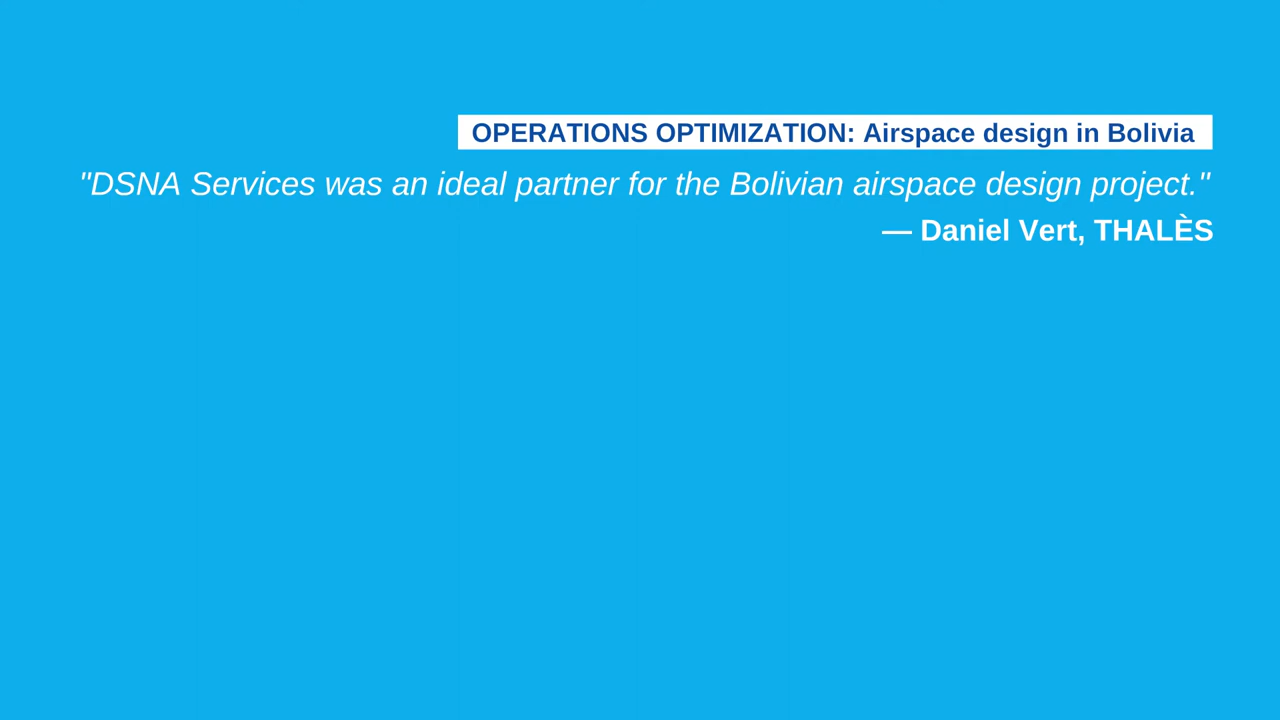 OPERATIONS OPTIMIZATION: Airspace design in Bolivia
"DSNA Services was an ideal partner for the Bolivian airspace design project."
— Daniel Vert, THALÈS